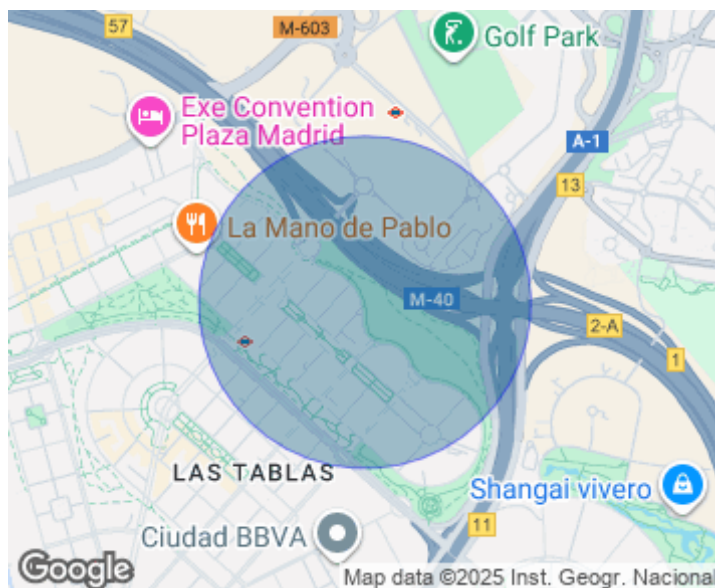 57
M-603
Golf Park
Exe Convention
Plaza Madrid
A-1
13
La Mano de Pablo
M-40
2-A
1
LAS TABLAS
Shangai vivero
11
Ciudad BBVA
Google
Map data ©2025 Inst. Geogr. Nacional